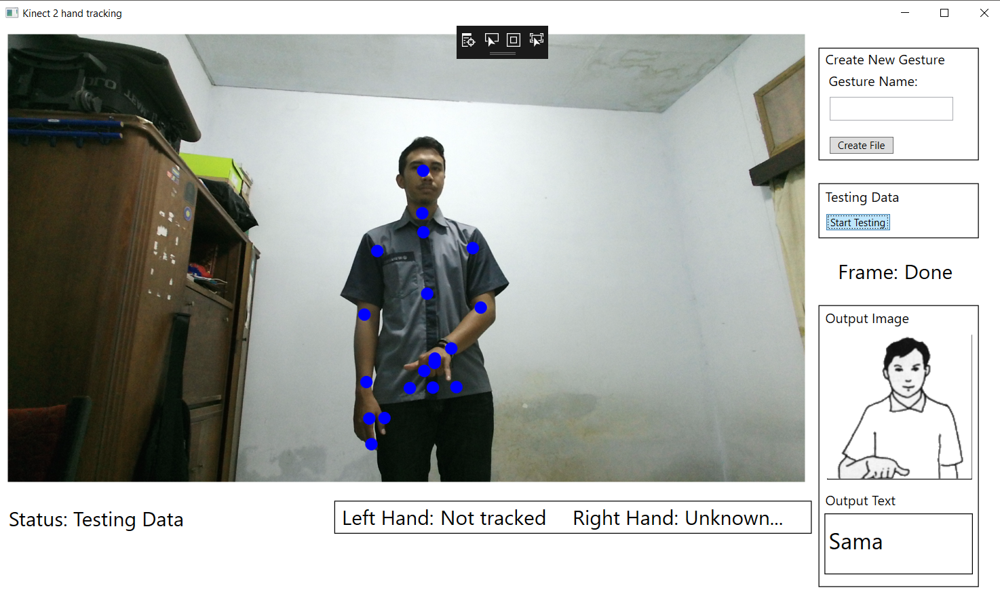 Kinect 2 hand tracking
Create New Gesture
Gesture Name:
Create File
Testing Data
Start Testing
Frame: Done
Output Image
Output Text
Sama
Status: Testing Data
Left Hand: Not tracked Right Hand: Unknown...